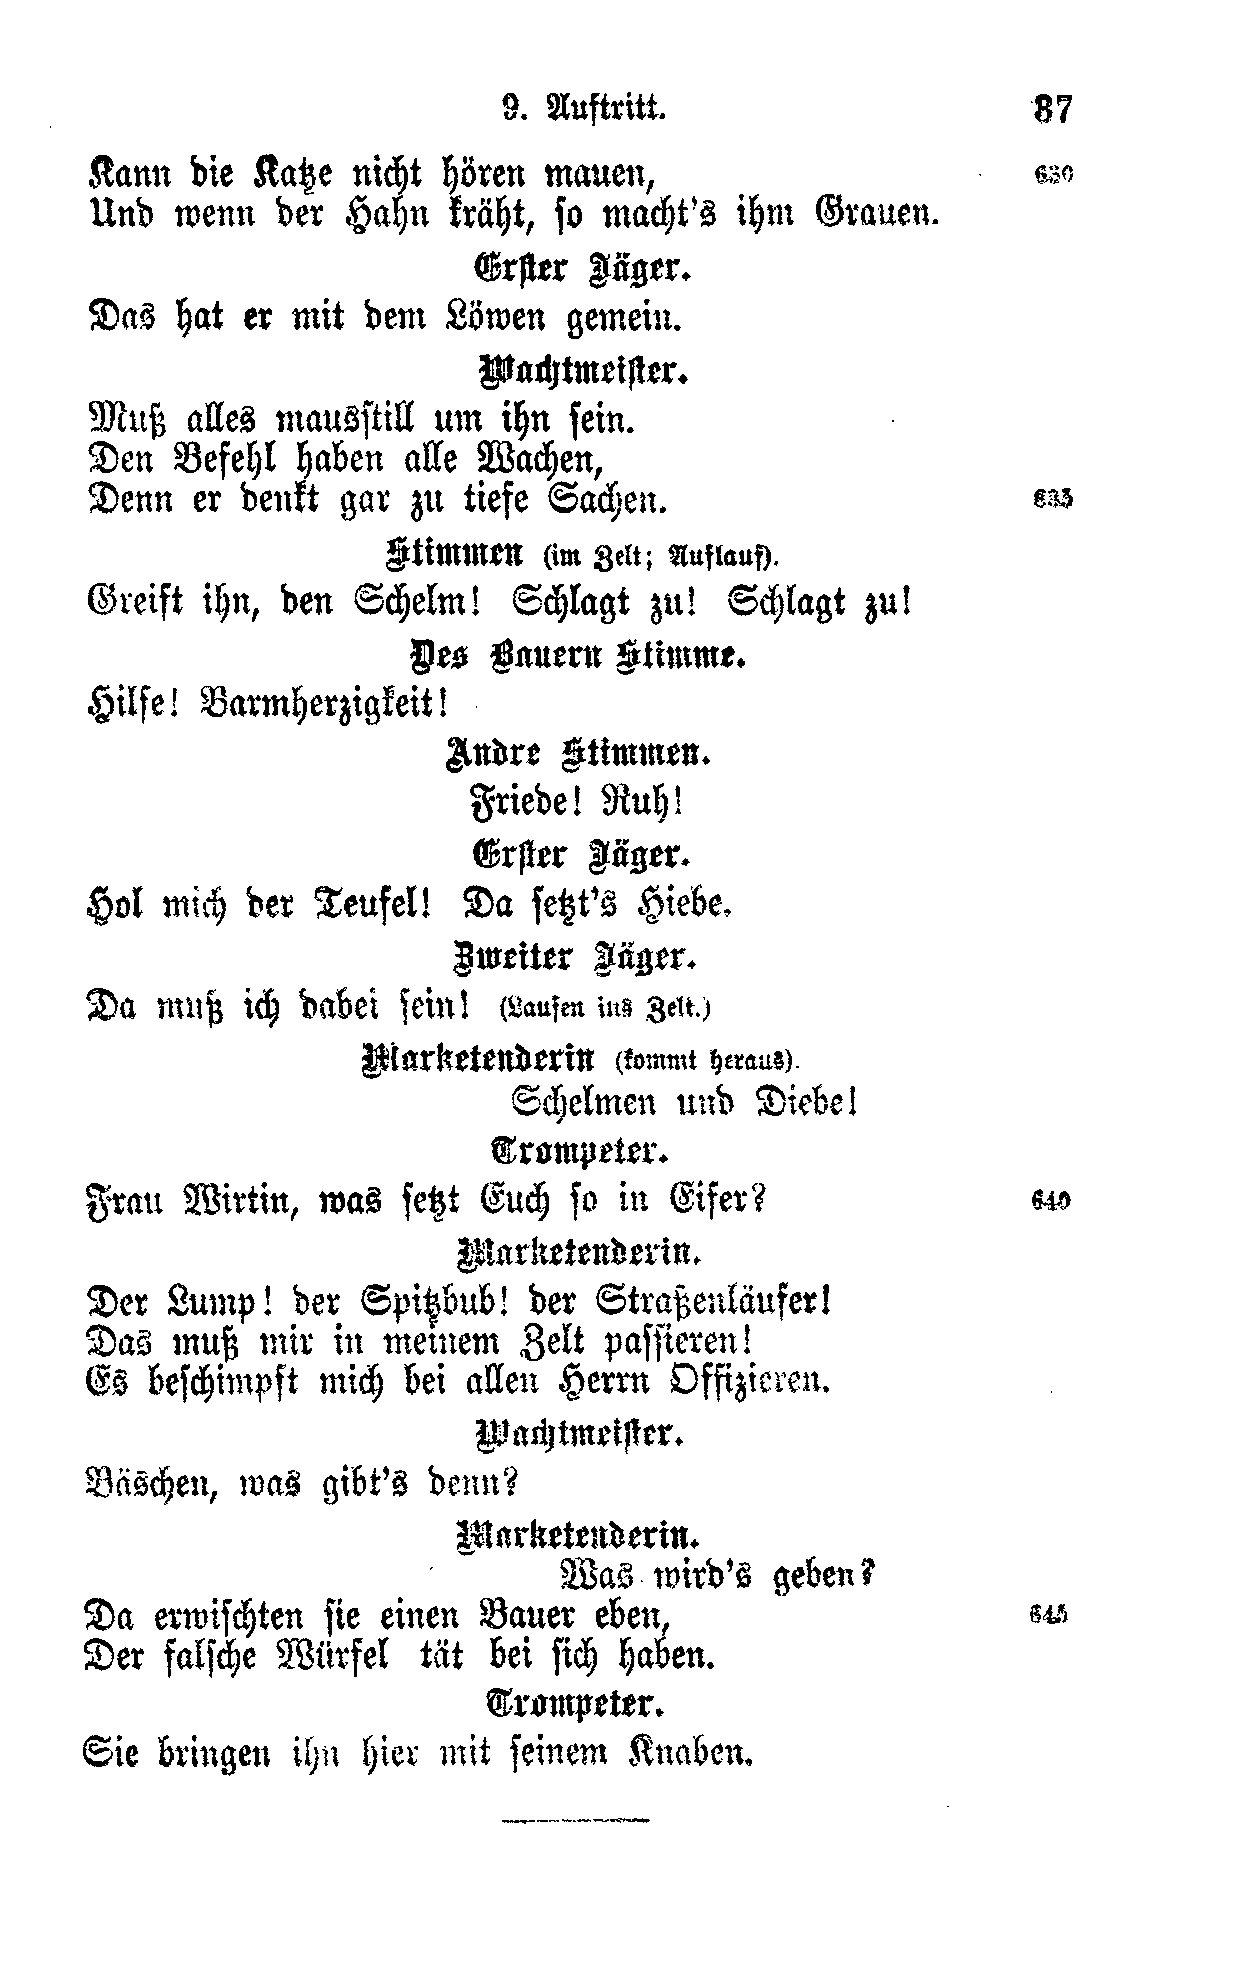 9. Auftritt. 87
Kann die Katze nicht hören mauen, 630
Und wenn der Hahn kräht, so macht's ihm Grauen.
Erster Jäger.
Das hat er mit dem Löwen gemein.
Wachtmeister.
Muß alles mausstill um ihn sein.
Den Befehl haben alle Wachen,
Denn er denkt gar zu tiefe Sachen. 635
Stimmen (im Zelt; Auflauf).
Greift ihn, den Schelm! Schlagt zu! Schlagt zu!
Des Bauern Stimme.
Hilfe! Barmherzigkeit!
Andre Stimmen.
Friede! Ruh!
Erster Jäger.
Hol mich der Teufel! Da setzt's Hiebe.
Zweiter Jäger.
Da muß ich dabei sein! (Laufen ins Zelt.)
Marketenderin (kommt heraus).
Schelmen und Diebe!
Trompeter.
Frau Wirtin, was setzt Euch so in Eifer? 640
Marketenderin.
Der Lump! der Spitzbub! der Straßenläufer!
Das muß mir in meinem Zelt passieren!
Es beschimpft mich bei allen Herrn Offizieren.
Wachtmeister.
Bäschen, was gibt's denn?
Marketenderin.
Was wird's geben?
Da erwischten sie einen Bauer eben, 645
Der falsche Würfel tät bei sich haben.
Trompeter.
Sie bringen ihn hier mit seinem Knaben.